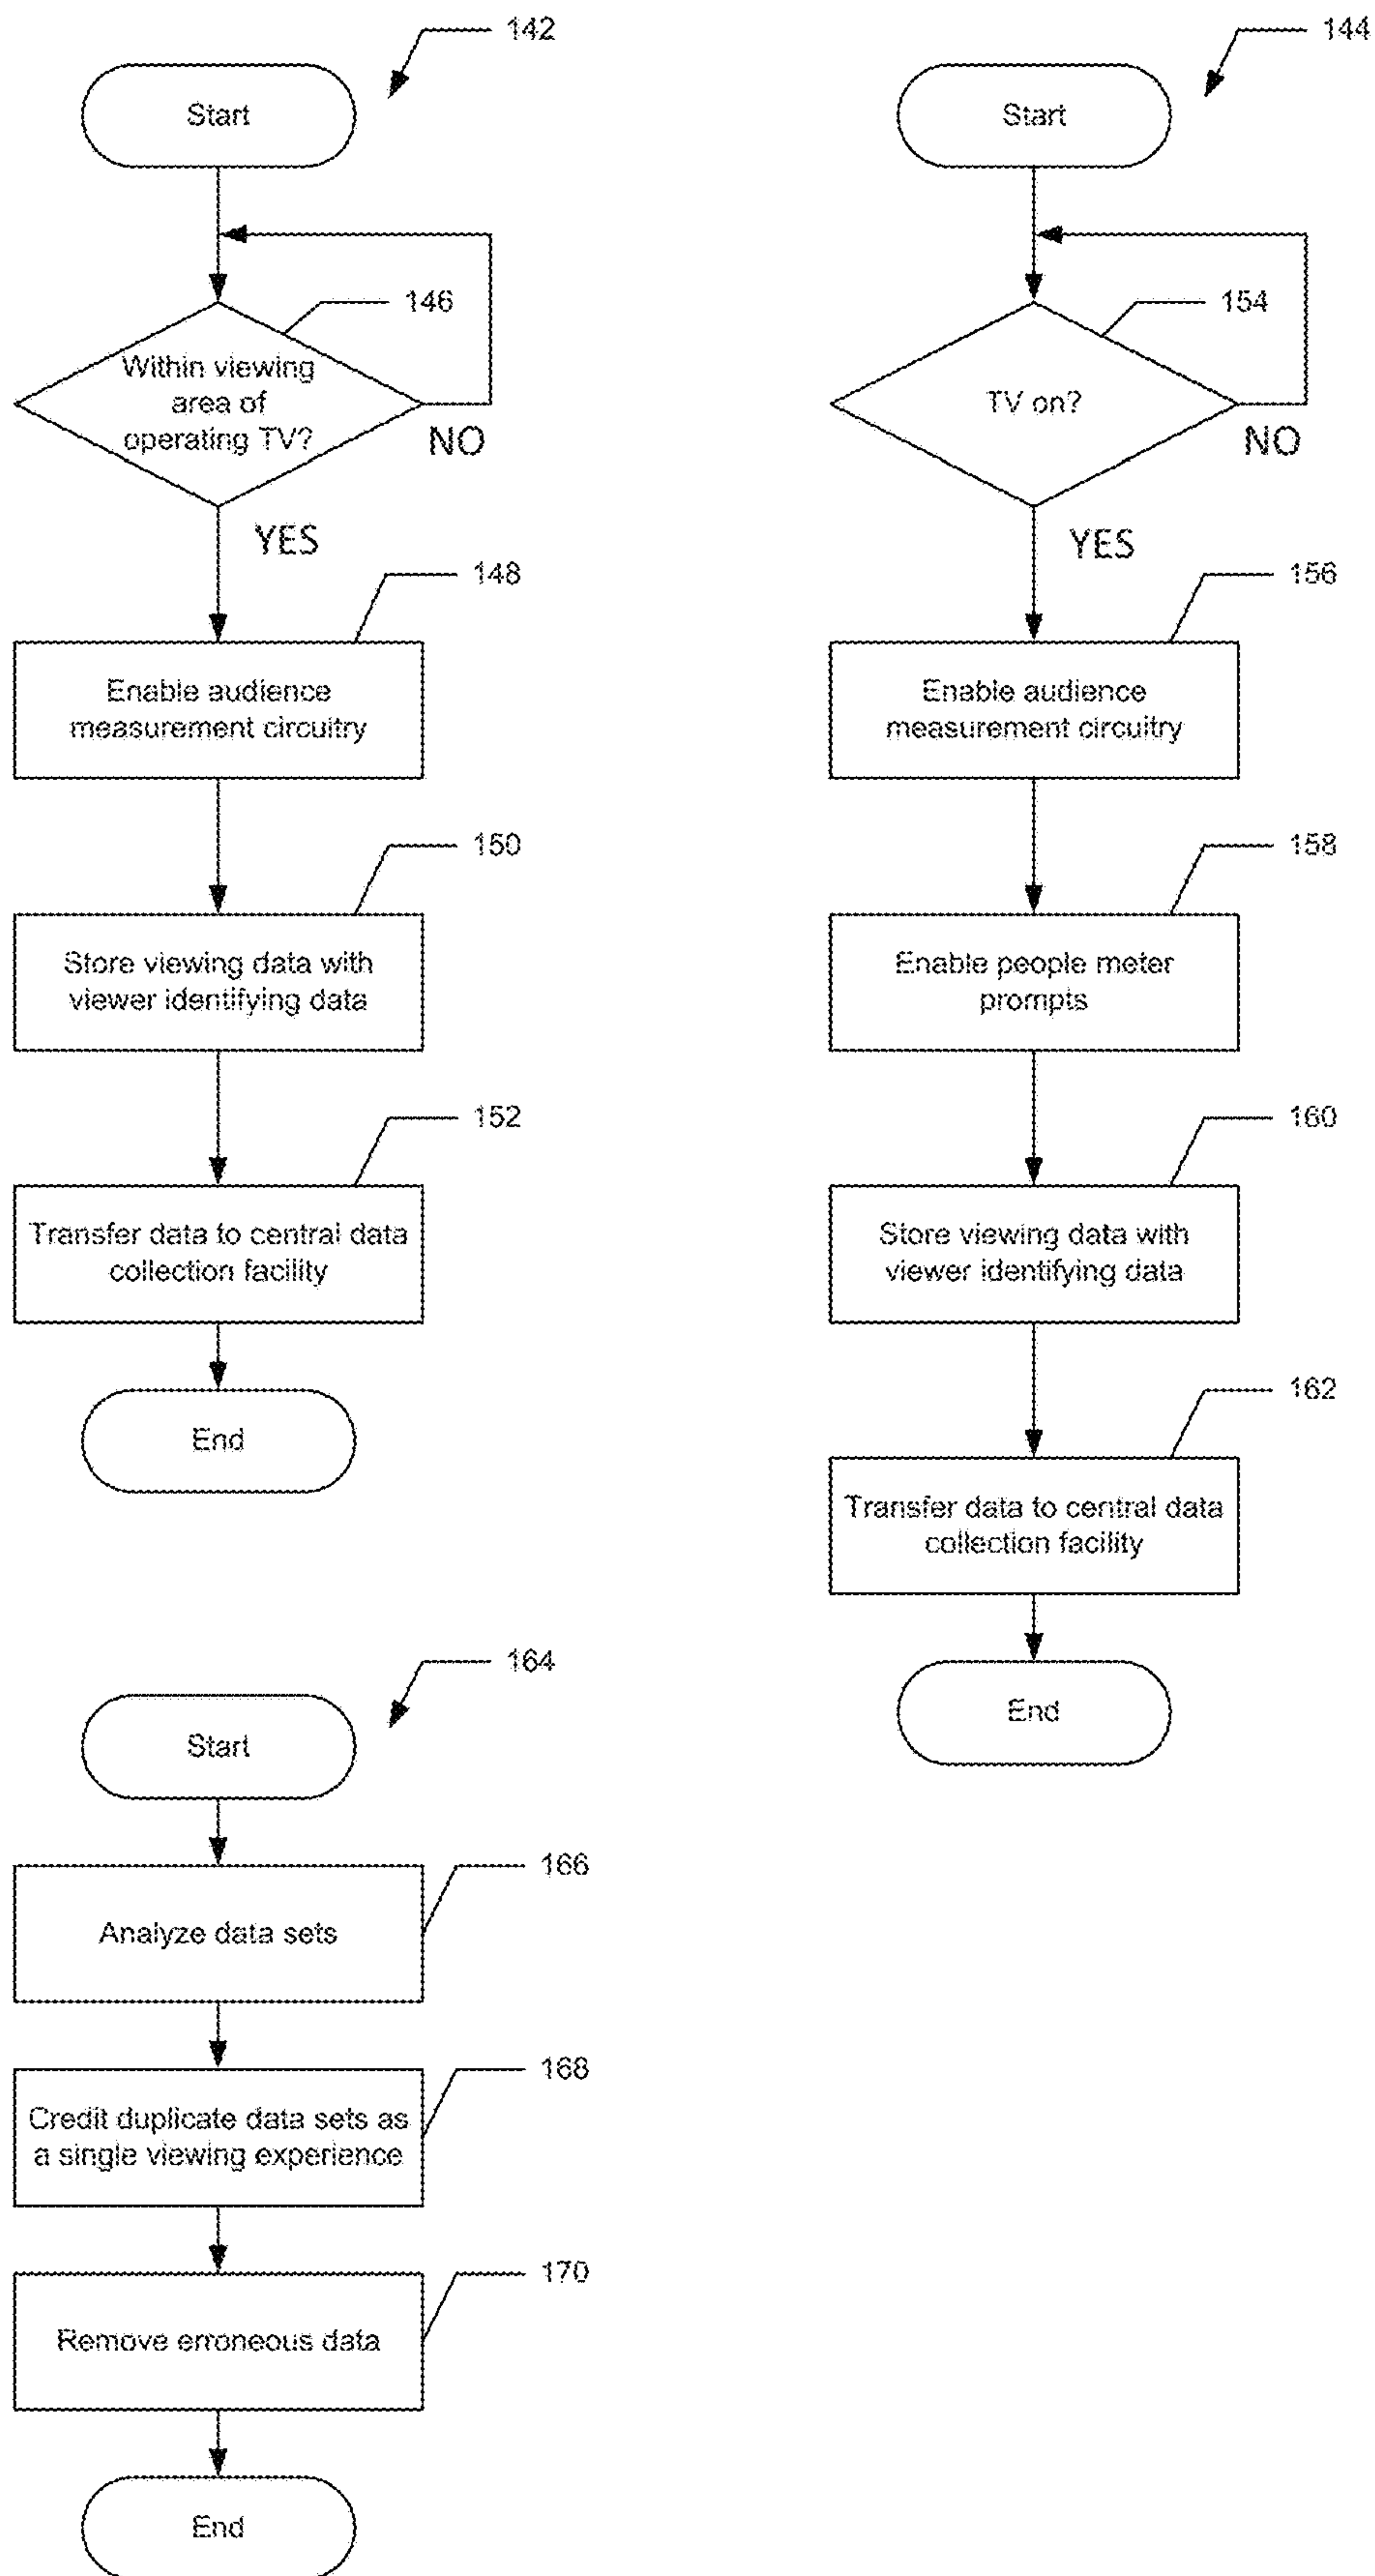 142
Start
146
Within viewing
area of
operating TV?
NO
YES
148
Enable audience
measurement circuitry
150
Store viewing data with
viewer identifying data
152
Transfer data to central data
collection facility
End
144
Start
154
TV on?
NO
YES
156
Enable audience
measurement circuitry
158
Enable people meter
prompts
160
Store viewing data with
viewer identifying data
162
Transfer data to central data
collection facility
End
164
Start
166
Analyze data sets
168
Credit duplicate data sets as
a single viewing experience
170
Remove erroneous data
End